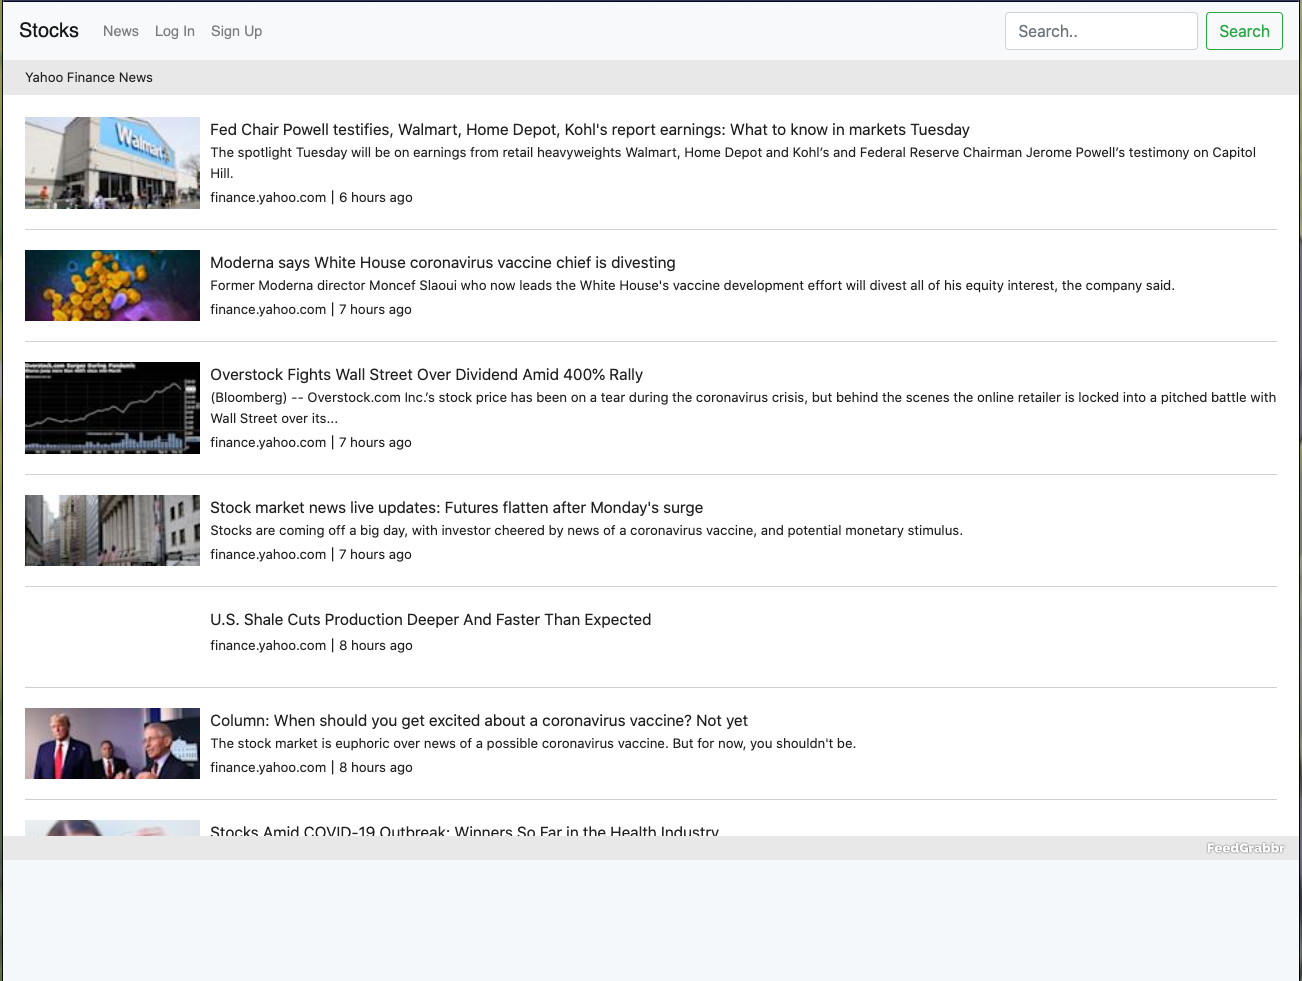 Stocks News Log In Sign Up Search.. Search
Yahoo Finance News
Walmart
Fed Chair Powell testifies, Walmart, Home Depot, Kohl's report earnings: What to know in markets Tuesday
The spotlight Tuesday will be on earnings from retail heavyweights Walmart, Home Depot and Kohl’s and Federal Reserve Chairman Jerome Powell’s testimony on Capitol
Hill.
finance.yahoo.com | 6 hours ago
Moderna says White House coronavirus vaccine chief is divesting
Former Moderna director Moncef Slaoui who now leads the White House's vaccine development effort will divest all of his equity interest, the company said.
finance.yahoo.com | 7 hours ago
Overstock.com Surges During Pandemic
Overstock Fights Wall Street Over Dividend Amid 400% Rally
(Bloomberg) -- Overstock.com Inc.’s stock price has been on a tear during the coronavirus crisis, but behind the scenes the online retailer is locked into a pitched battle with
Wall Street over its...
finance.yahoo.com | 7 hours ago
Stock market news live updates: Futures flatten after Monday's surge
Stocks are coming off a big day, with investor cheered by news of a coronavirus vaccine, and potential monetary stimulus.
finance.yahoo.com | 7 hours ago
U.S. Shale Cuts Production Deeper And Faster Than Expected
finance.yahoo.com | 8 hours ago
Column: When should you get excited about a coronavirus vaccine? Not yet
The stock market is euphoric over news of a possible coronavirus vaccine. But for now, you shouldn't be.
finance.yahoo.com | 8 hours ago
Stocks Amid COVID-19 Outbreak: Winners So Far in the Health Industry
FeedGrabbr